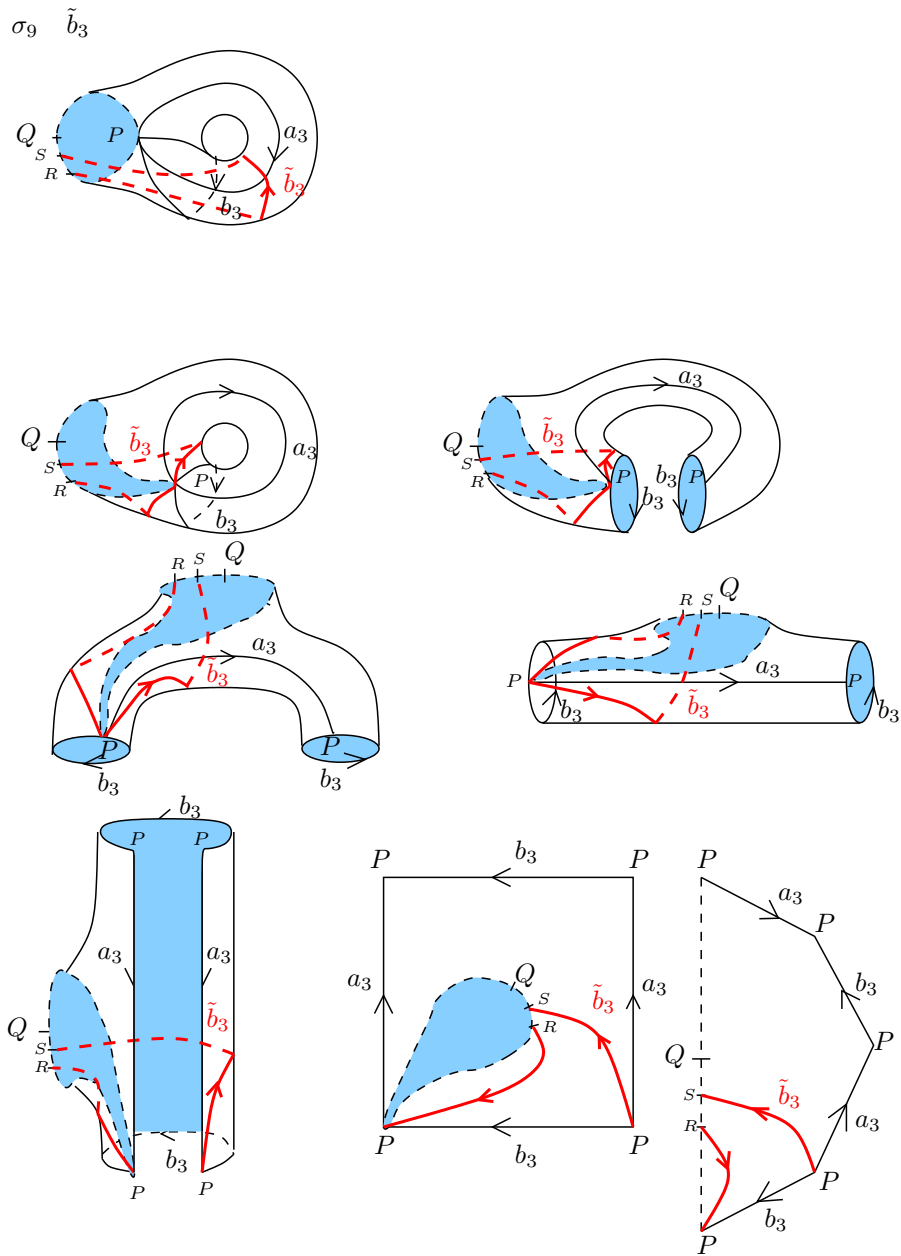 σ₉ b̃₃
Q P a₃
S
R b̃₃
b₃
Q b̃₃ a₃
S
R P
b₃
a₃
Q b̃₃
S
R P b₃ P
b₃
R S Q
a₃
b̃₃
P P
b₃ b₃
R S Q
a₃
P P
b₃ b̃₃ b₃
b₃
P P
a₃ a₃
Q b̃₃
S
R
b₃
P P
P b₃ P
a₃ Q a₃
S b̃₃
R
P b₃ P
P a₃
P
b₃
Q P
S b̃₃
R a₃
P
P b₃